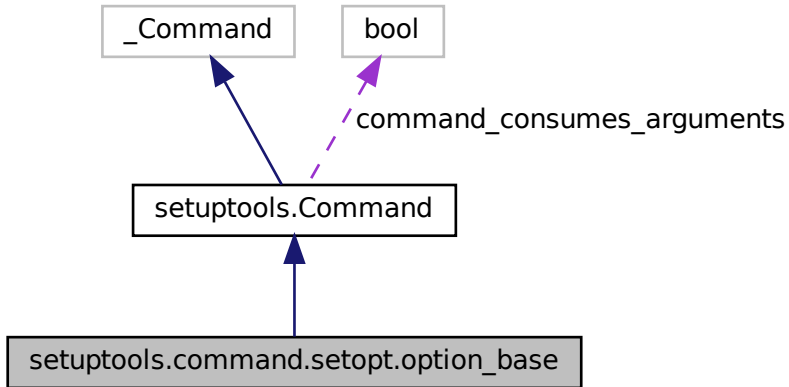 _Command
bool
command_consumes_arguments
setuptools.Command
setuptools.command.setopt.option_base